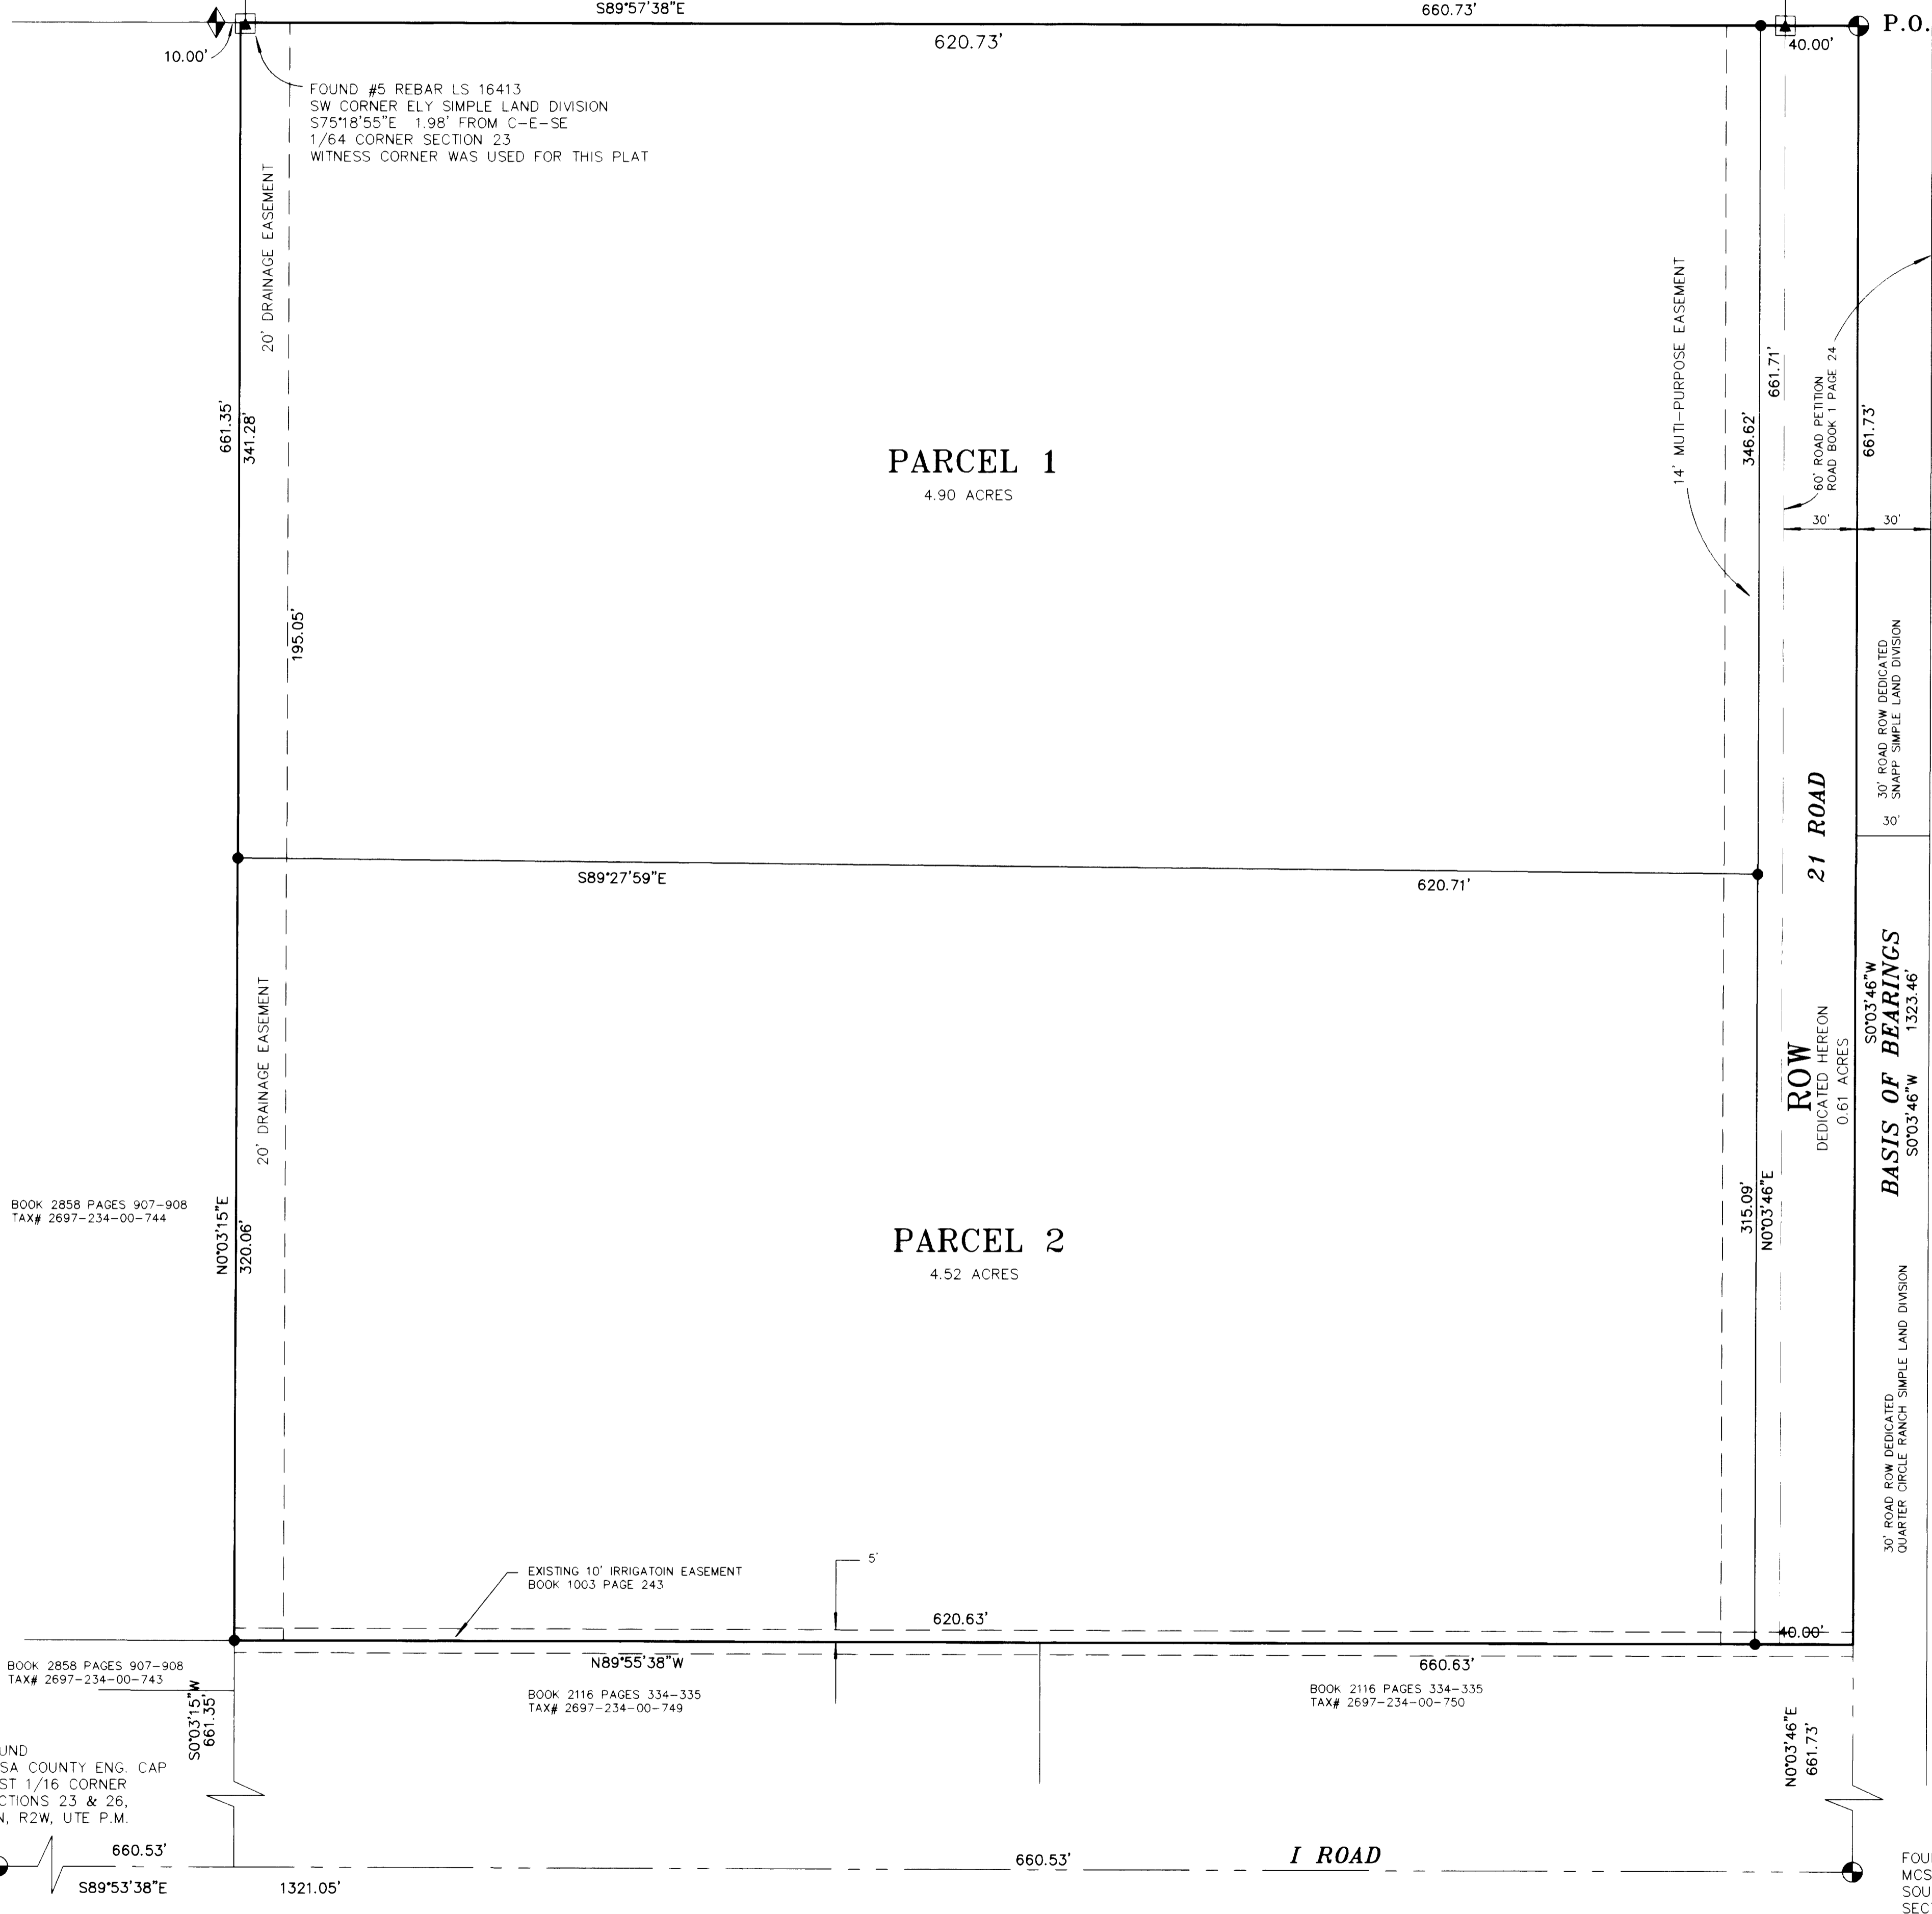 S89°57'38"E
660.73'
620.73'
10.00'
40.00'
P.O.
FOUND #5 REBAR LS 16413
SW CORNER ELY SIMPLE LAND DIVISION
S75°18'55"E 1.98' FROM C-E-SE
1/64 CORNER SECTION 23
WITNESS CORNER WAS USED FOR THIS PLAT
20' DRAINAGE EASEMENT
661.35'
341.28'
195.05'
PARCEL 1
4.90 ACRES
14' MUTI-PURPOSE EASEMENT
346.62'
661.71'
60' ROAD PETITION
ROAD BOOK 1 PAGE 24
661.73'
30'
30'
30' ROAD ROW DEDICATED
SNAPP SIMPLE LAND DIVISION
30'
21 ROAD
S89°27'59"E
620.71'
20' DRAINAGE EASEMENT
BOOK 2858 PAGES 907-908
TAX# 2697-234-00-744
N0°03'15"E
320.06'
PARCEL 2
4.52 ACRES
315.09'
N0°03'46"E
ROW
DEDICATED HEREON
0.61 ACRES
S0°03'46"W
BASIS OF BEARINGS
1323.46'
S0°03'46"W
30' ROAD ROW DEDICATED
QUARTER CIRCLE RANCH SIMPLE LAND DIVISION
EXISTING 10' IRRIGATOIN EASEMENT
BOOK 1003 PAGE 243
5'
620.63'
40.00'
N89°55'38"W
660.63'
BOOK 2858 PAGES 907-908
TAX# 2697-234-00-743
BOOK 2116 PAGES 334-335
TAX# 2697-234-00-749
BOOK 2116 PAGES 334-335
TAX# 2697-234-00-750
S0°03'15"W
661.35'
N0°03'46"E
661.73'
UND
SA COUNTY ENG. CAP
ST 1/16 CORNER
CTIONS 23 & 26,
N, R2W, UTE P.M.
660.53'
660.53'
I ROAD
S89°53'38"E
1321.05'
FOU
MCS
SOU
SEC